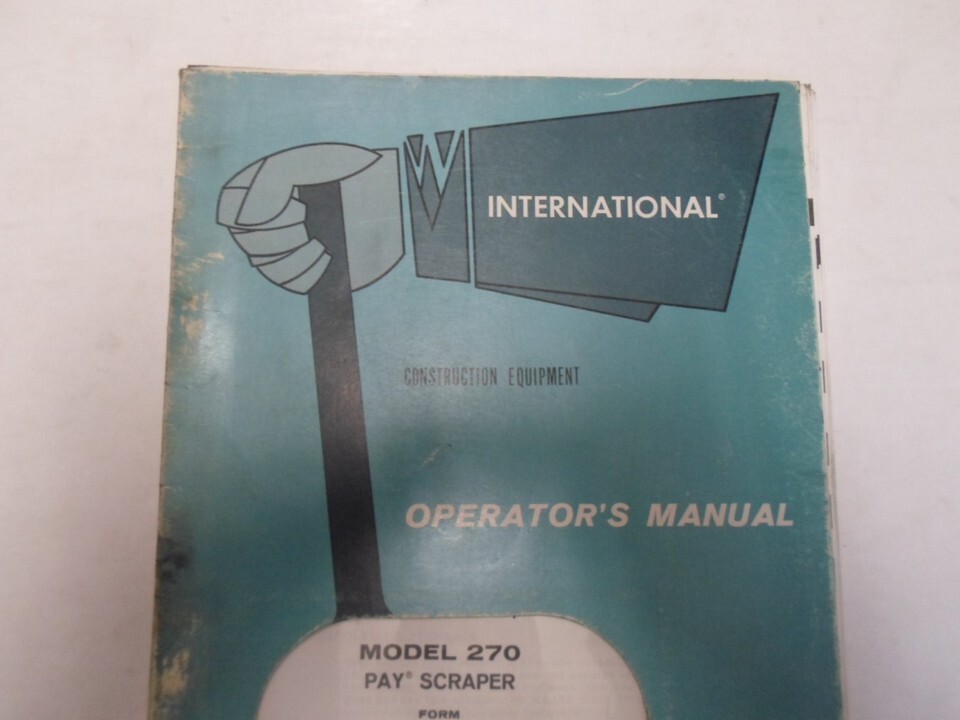 INTERNATIONAL®
CONSTRUCTION EQUIPMENT
OPERATOR'S MANUAL
MODEL 270
PAY® SCRAPER
FORM